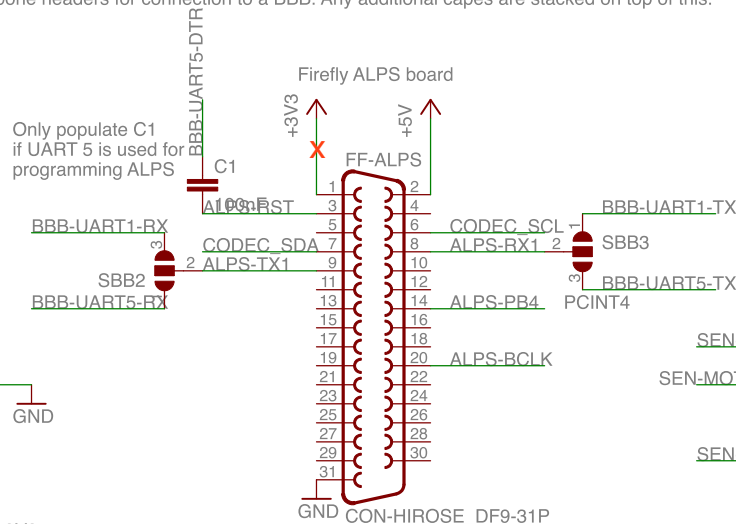 bone headers for connection to a BBB. Any additional capes are stacked on top of this.
BBB-UART5-DTR
Firefly ALPS board
+3V3
+5V
Only populate C1
if UART 5 is used for
programming ALPS
X
C1
100nF
FF-ALPS
1 2
ALPS-RST 3 4
BBB-UART1-RX
5 6 CODEC_SCL
BBB-UART1-TX
CODEC_SDA 7 8 ALPS-RX1 2
1
SBB3
3
3
SBB2
2 ALPS-TX1 9 10
1
BBB-UART5-RX
11 12
BBB-UART5-TX
PCINT4
13 14 ALPS-PB4
15 16
17 18
SEN
19 20 ALPS-BCLK
21 22
SEN-MOT
23 24
25 26
27 28
29 30
SEN
31
GND
GND
CON-HIROSE_DF9-31P